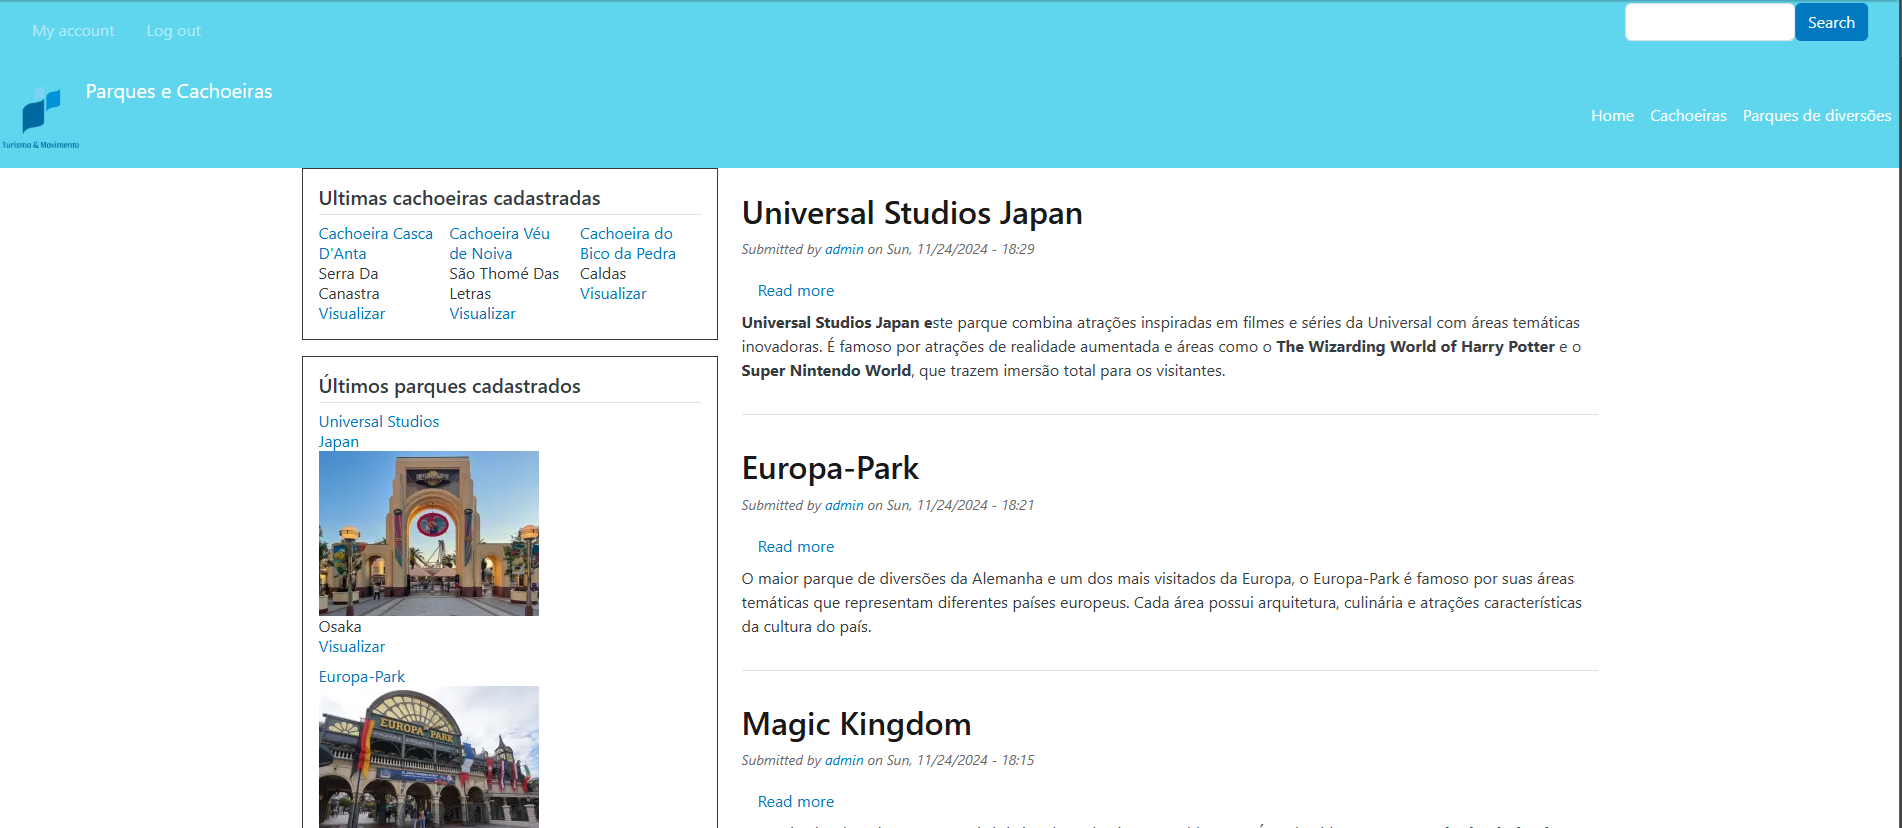 My account
Log out
Search
Parques e Cachoeiras
Turismo & Movimento
Home
Cachoeiras
Parques de diversões
Ultimas cachoeiras cadastradas
Cachoeira Casca
D'Anta
Serra Da
Canastra
Visualizar
Cachoeira Véu
de Noiva
São Thomé Das
Letras
Visualizar
Cachoeira do
Bico da Pedra
Caldas
Visualizar
Últimos parques cadastrados
Universal Studios
Japan
Osaka
Visualizar
Europa-Park
EUROPA PARK
Universal Studios Japan
Submitted by admin on Sun, 11/24/2024 - 18:29
Read more
Universal Studios Japan este parque combina atrações inspiradas em filmes e séries da Universal com áreas temáticas
inovadoras. É famoso por atrações de realidade aumentada e áreas como o The Wizarding World of Harry Potter e o
Super Nintendo World, que trazem imersão total para os visitantes.
Europa-Park
Submitted by admin on Sun, 11/24/2024 - 18:21
Read more
O maior parque de diversões da Alemanha e um dos mais visitados da Europa, o Europa-Park é famoso por suas áreas
temáticas que representam diferentes países europeus. Cada área possui arquitetura, culinária e atrações características
da cultura do país.
Magic Kingdom
Submitted by admin on Sun, 11/24/2024 - 18:15
Read more